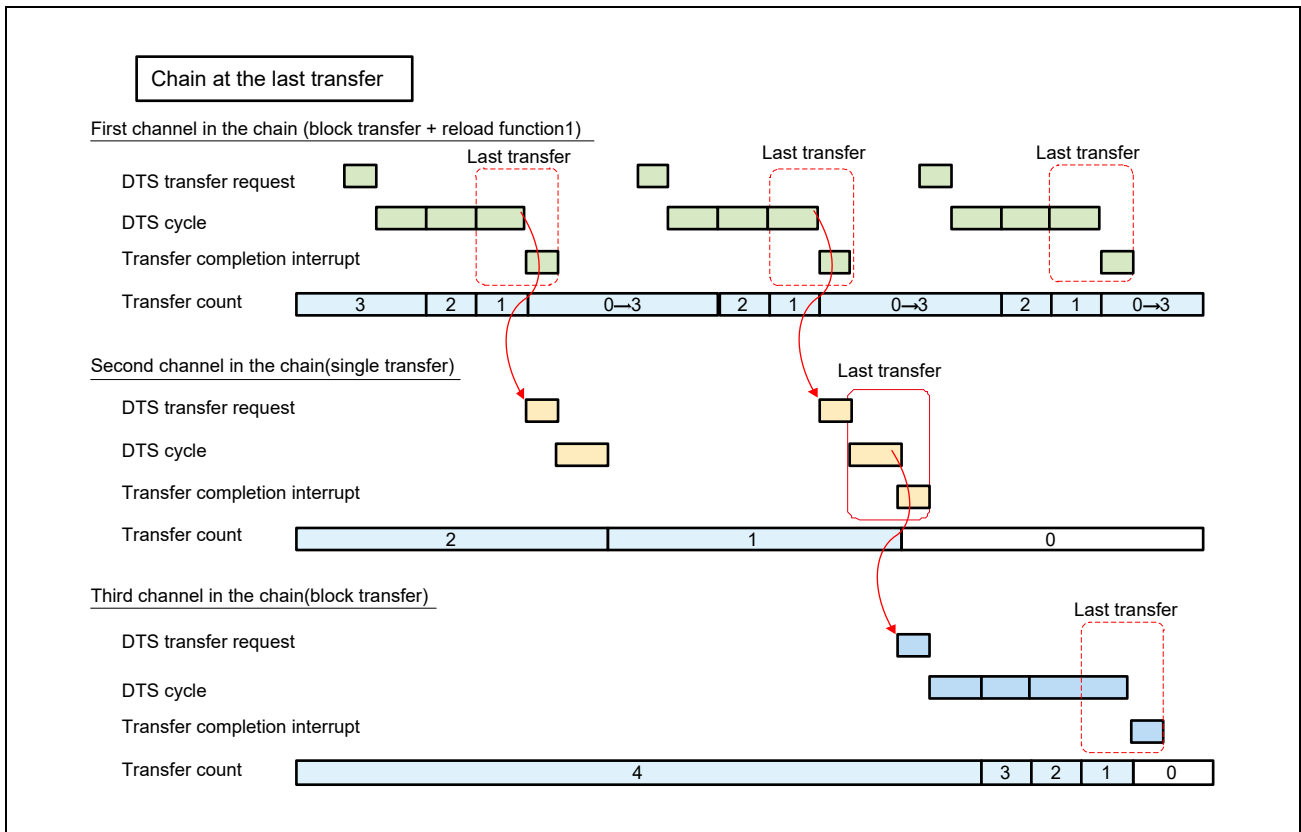 Chain at the last transfer
First channel in the chain (block transfer + reload function1)
Last transfer Last transfer Last transfer
DTS transfer request
DTS cycle
Transfer completion interrupt
Transfer count 3 2 1 0→3 2 1 0→3 2 1 0→3
Second channel in the chain(single transfer)
Last transfer
DTS transfer request
DTS cycle
Transfer completion interrupt
Transfer count 2 1 0
Third channel in the chain(block transfer)
Last transfer
DTS transfer request
DTS cycle
Transfer completion interrupt
Transfer count 4 3 2 1 0